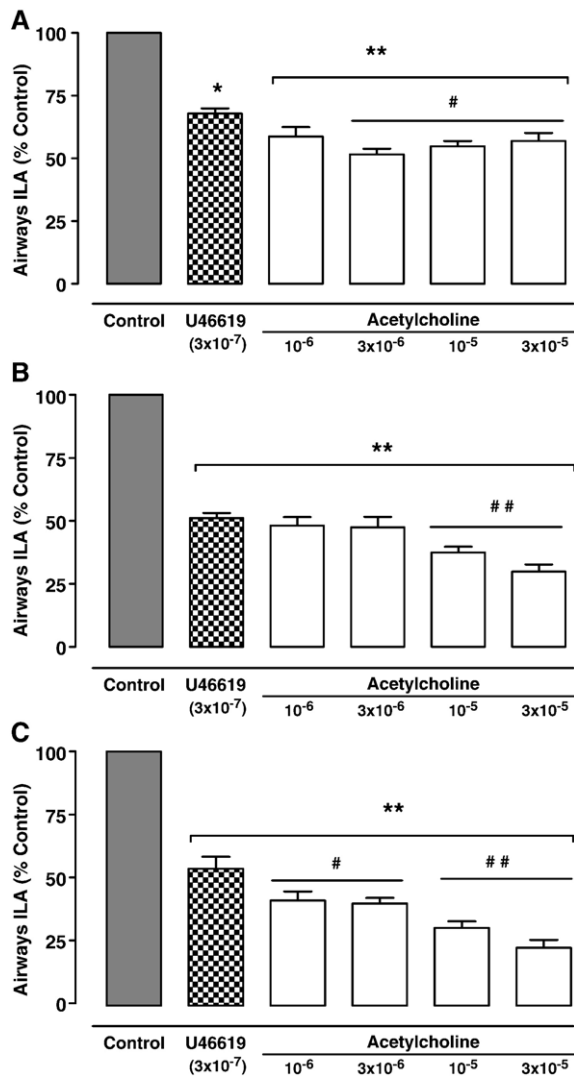 A
Airways ILA (% Control)
100
75
50
25
0
*
**
#
Control U46619 Acetylcholine
(3x10⁻⁷) 10⁻⁶ 3x10⁻⁶ 10⁻⁵ 3x10⁻⁵
B
Airways ILA (% Control)
100
75
50
25
0
**
# #
Control U46619 Acetylcholine
(3x10⁻⁷) 10⁻⁶ 3x10⁻⁶ 10⁻⁵ 3x10⁻⁵
C
Airways ILA (% Control)
100
75
50
25
0
**
# # #
Control U46619 Acetylcholine
(3x10⁻⁷) 10⁻⁶ 3x10⁻⁶ 10⁻⁵ 3x10⁻⁵